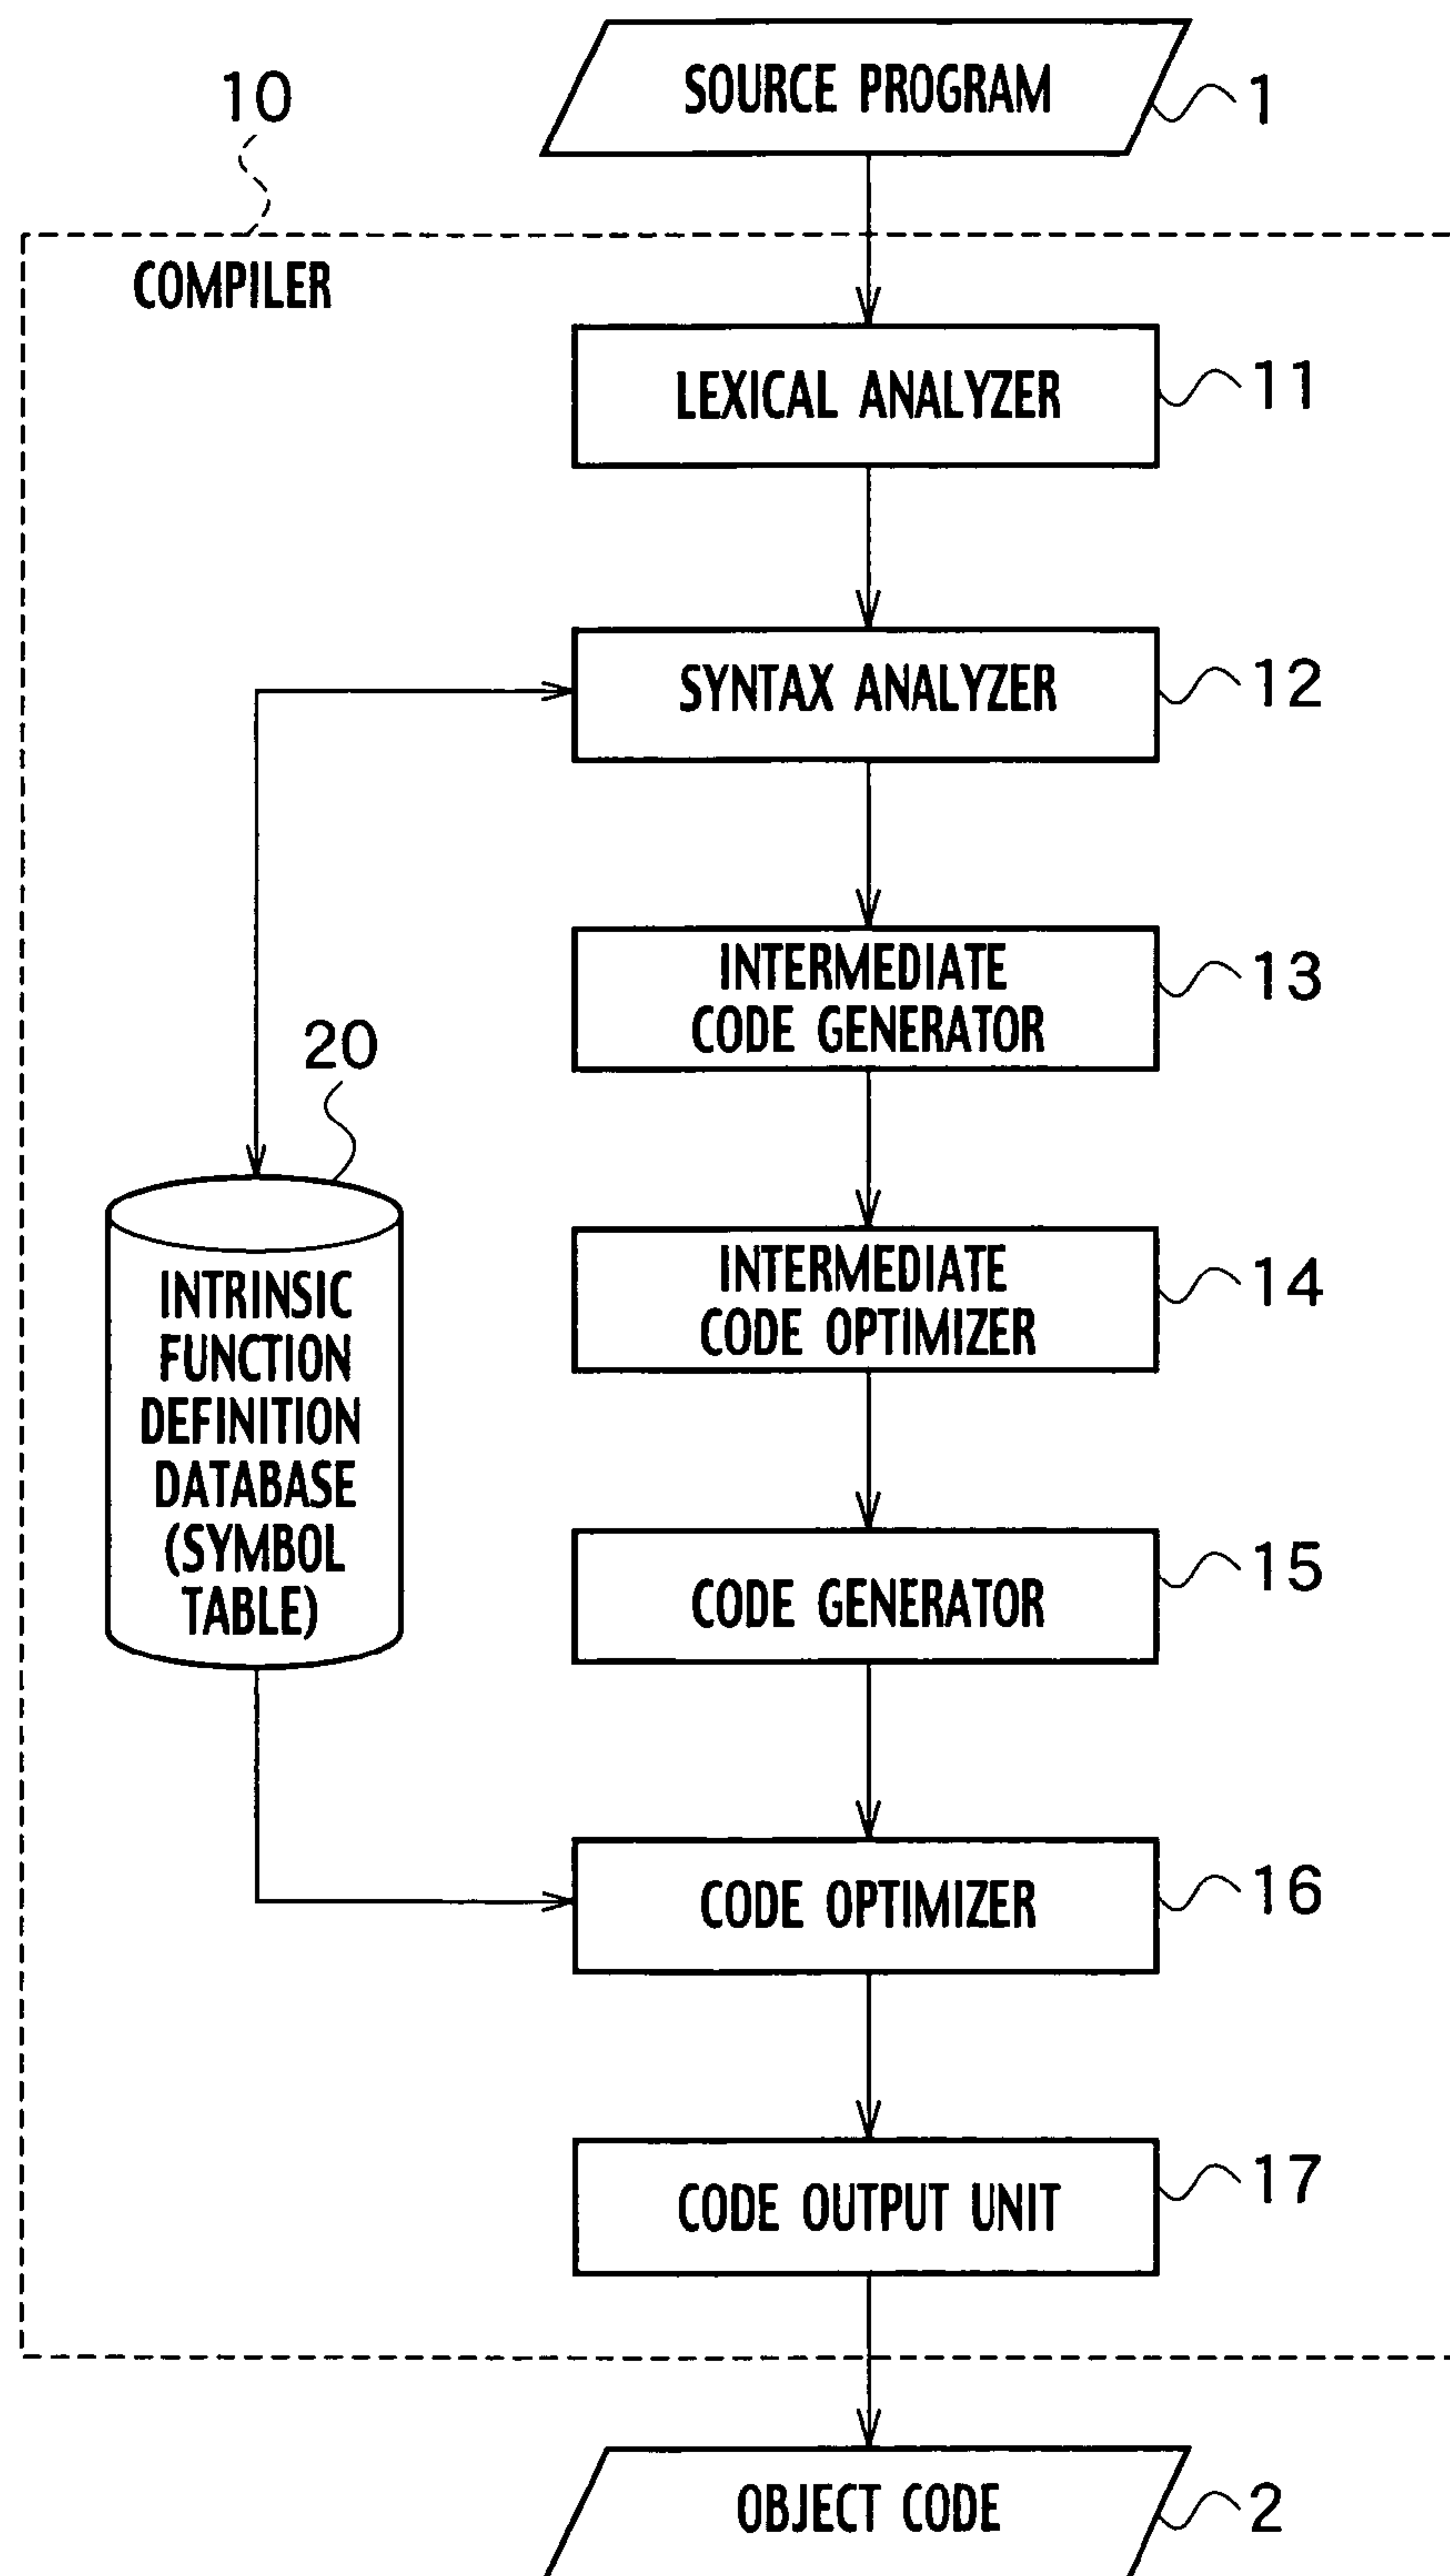 SOURCE PROGRAM
1
10
COMPILER
LEXICAL ANALYZER
11
SYNTAX ANALYZER
12
INTERMEDIATE
CODE GENERATOR
13
20
INTRINSIC
FUNCTION
DEFINITION
DATABASE
(SYMBOL
TABLE)
INTERMEDIATE
CODE OPTIMIZER
14
CODE GENERATOR
15
CODE OPTIMIZER
16
CODE OUTPUT UNIT
17
OBJECT CODE
2